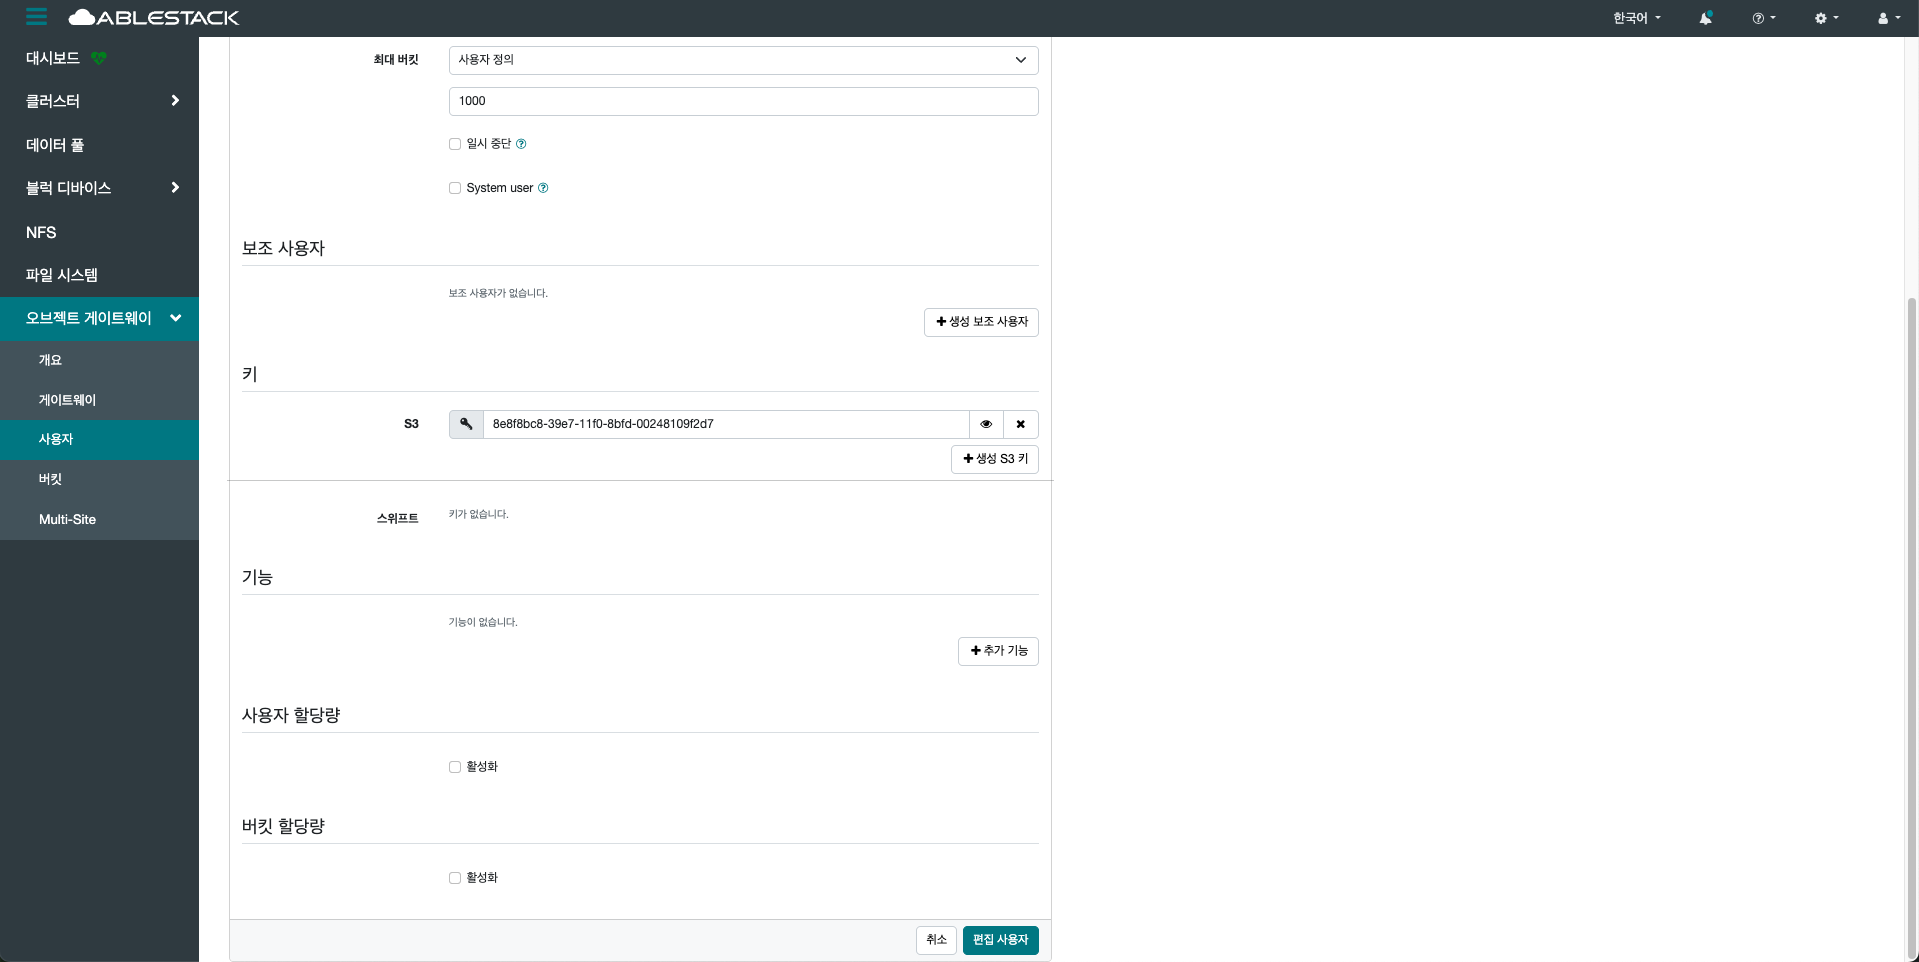 ABLESTACK
한국어
대시보드
클러스터
데이터 풀
블럭 디바이스
NFS
파일 시스템
오브젝트 게이트웨이
개요
게이트웨이
사용자
버킷
Multi-Site
최대 버킷
사용자 정의
1000
일시 중단
System user
보조 사용자
보조 사용자가 없습니다.
생성 보조 사용자
키
S3
8e8f8bc8-39e7-11f0-8bfd-00248109f2d7
생성 S3 키
스위프트
키가 없습니다.
기능
기능이 없습니다.
추가 기능
사용자 할당량
활성화
버킷 할당량
활성화
취소
편집 사용자